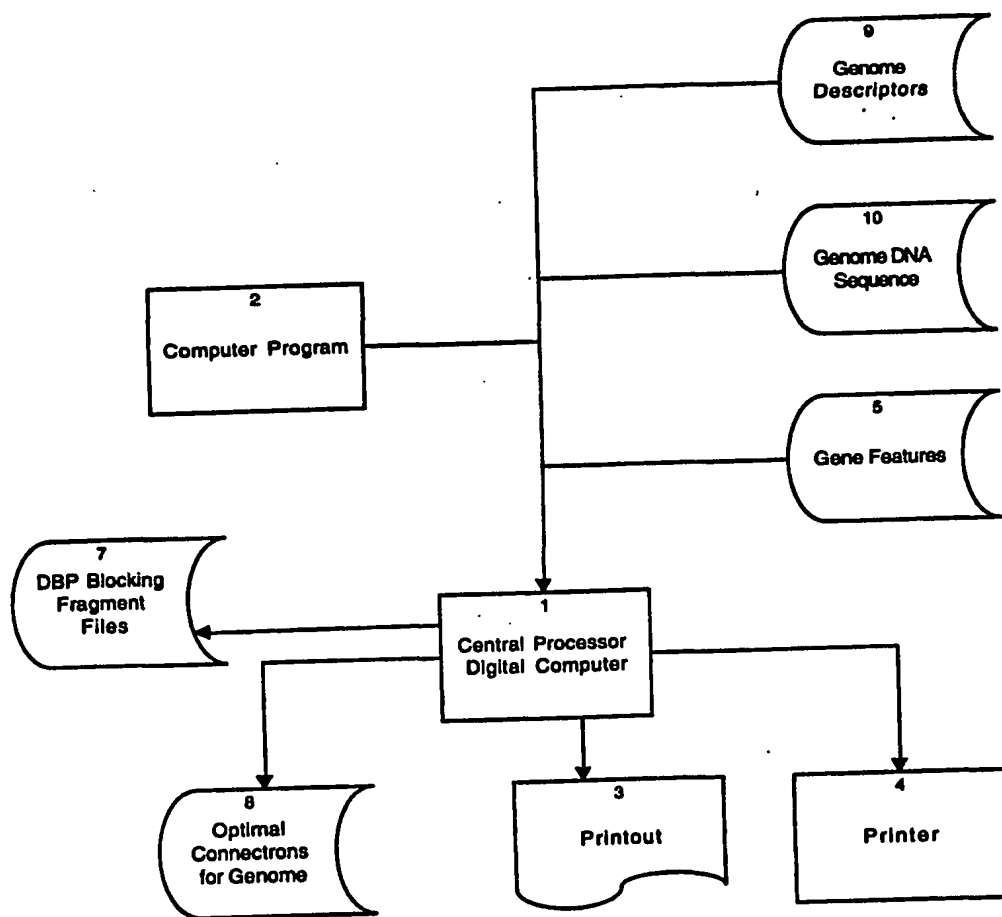 9
Genome
Descriptors
10
Genome DNA
Sequence
2
Computer Program
5
Gene Features
7
DBP Blocking
Fragment
Files
1
Central Processor
Digital Computer
8
Optimal
Connectrons
for Genome
3
Printout
4
Printer